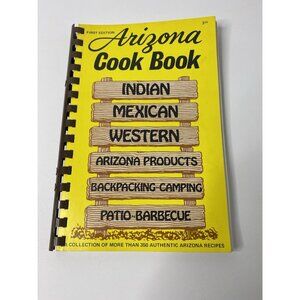 FIRST EDITION
Arizona
Cook Book
INDIAN
MEXICAN
WESTERN
ARIZONA PRODUCTS
BACKPACKING-CAMPING
PATIO-BARBECUE
COLLECTION OF MORE THAN 350 AUTHENTIC ARIZONA RECIPES